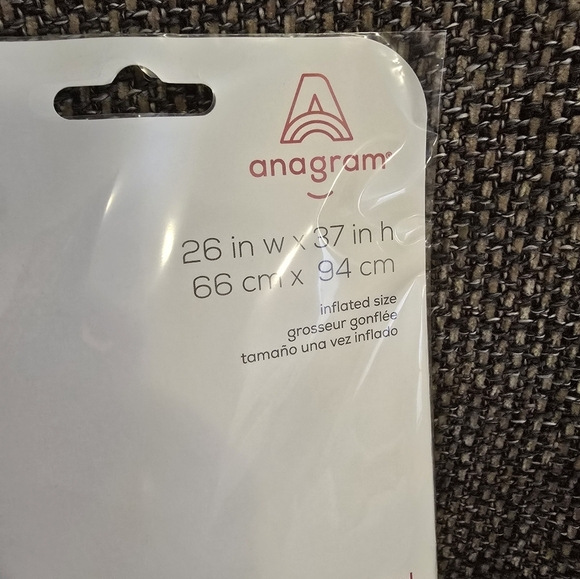 anagram®
26 in w x 37 in h
66 cm x 94 cm
inflated size
grosseur gonflée
tamaño una vez inflado